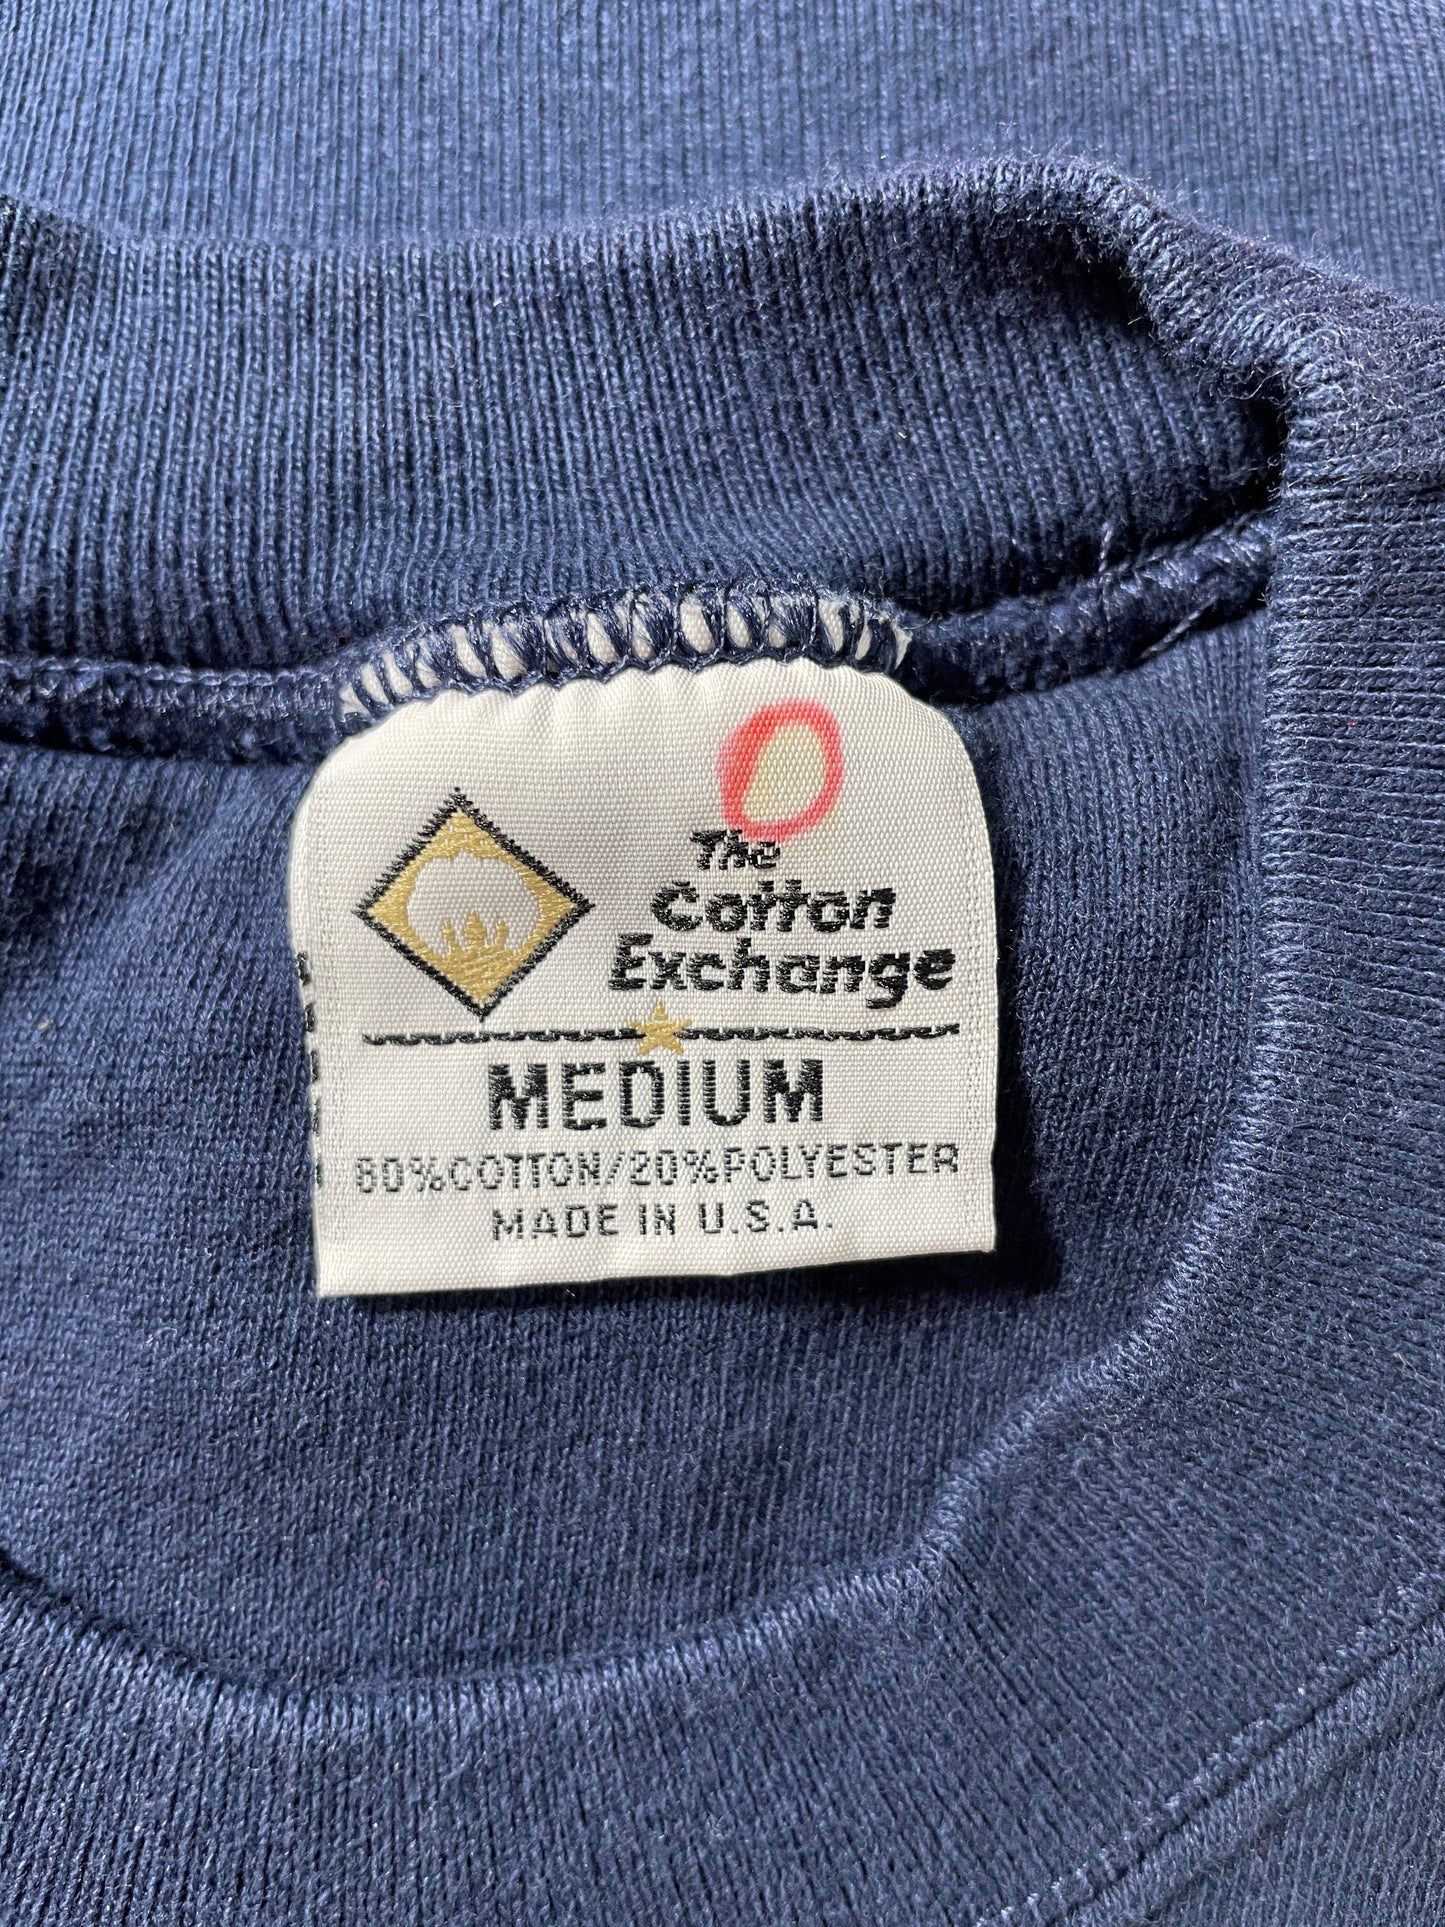 The
Cotton
Exchange
MEDIUM
80%COTTON/20%POLYESTER
MADE IN U.S.A.